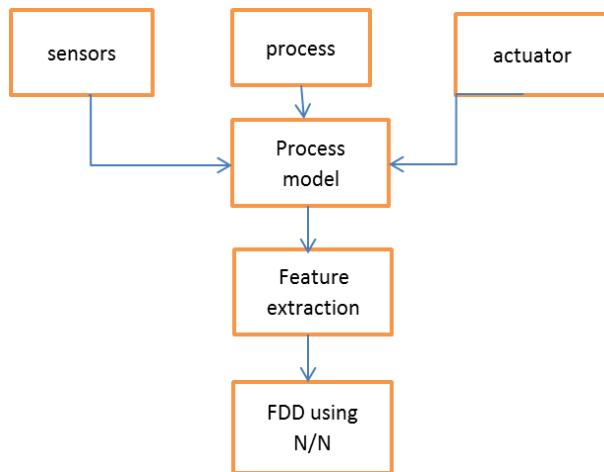 sensors
process
actuator
Process
model
Feature
extraction
FDD using
N/N